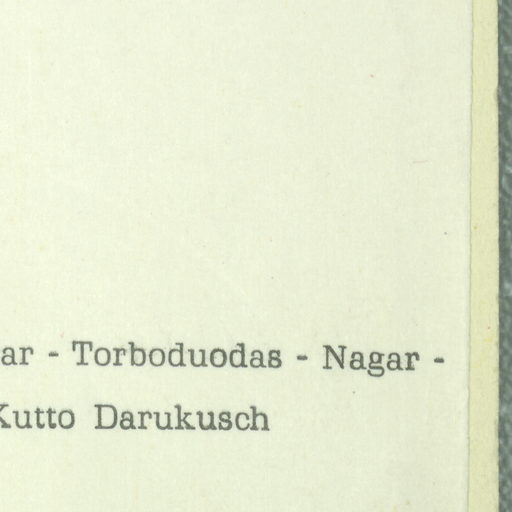 ar - Torboduodas - Nagar -
Kutto Darukusch